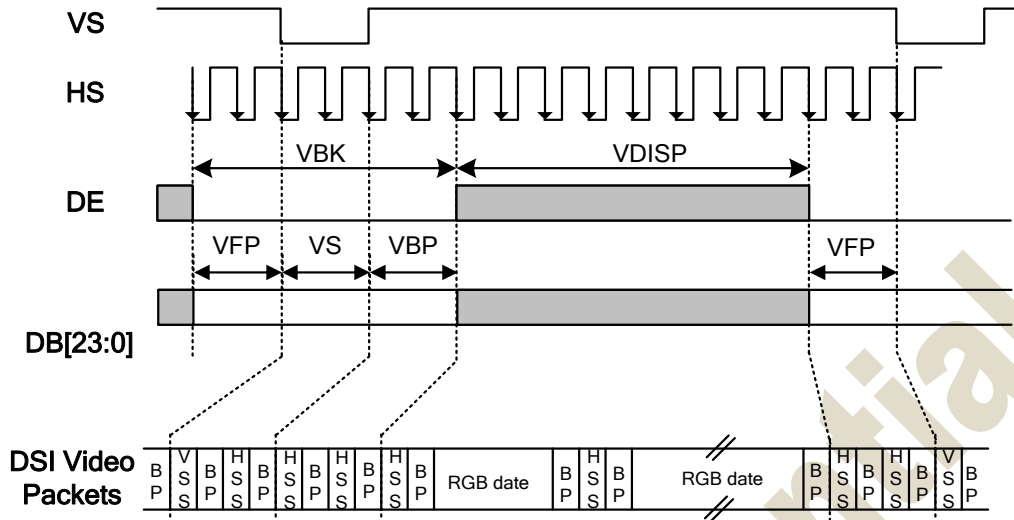 VS
HS
VBK VDISP
DE
VFP VS VBP VFP
DB[23:0]
DSI Video
Packets
BP VSS BP HSS BP HSS BP HSS BP HSS BP RGB date BP HSS BP RGB date BP HSS BP HSS BP VSS BP
ntial